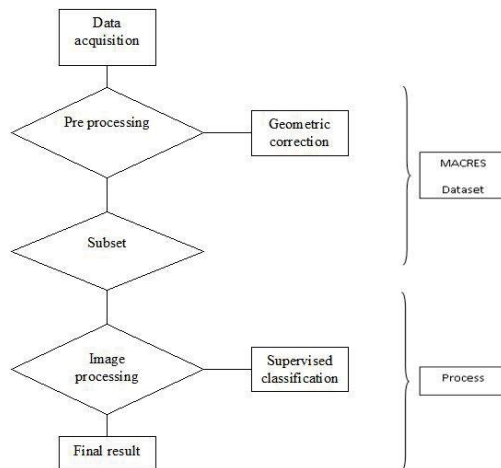 Data
acquisition
Pre processing
Geometric
correction
MACRES
Dataset
Subset
Image
processing
Supervised
classification
Process
Final result